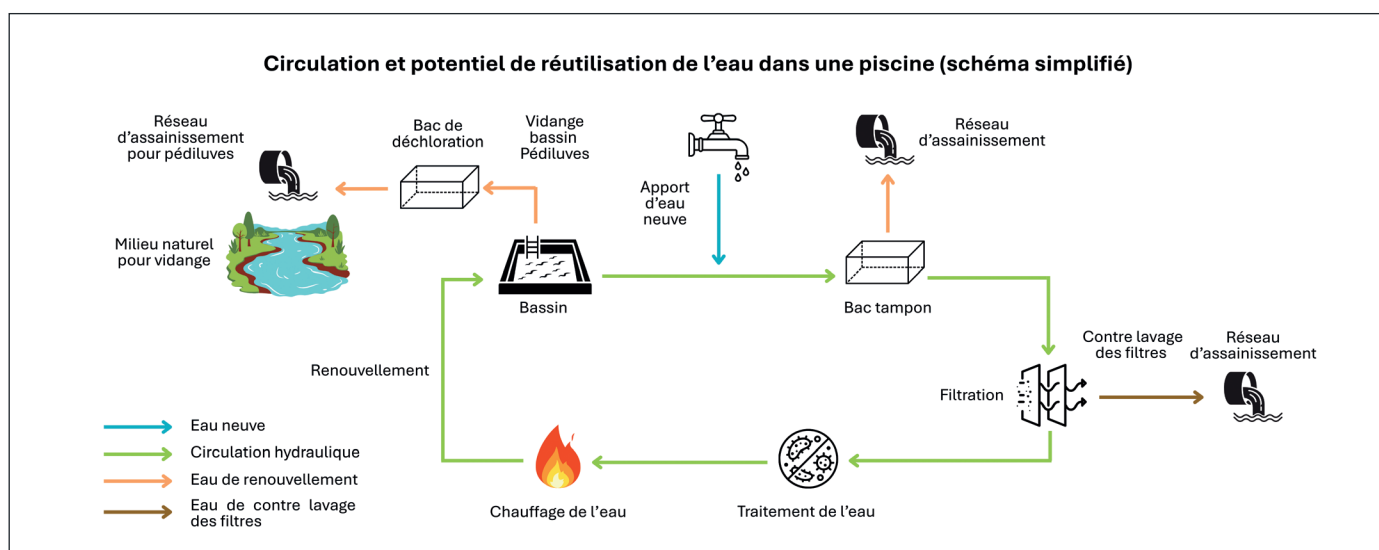 Circulation et potentiel de réutilisation de l'eau dans une piscine (schéma simplifié)
Réseau
d'assainissement
pour pédiluves
Bac de
déchloration
Vidange
bassin
Pédiluves
Réseau
d'assainissement
Apport
d'eau
neuve
Milieu naturel
pour vidange
Bassin
Bac tampon
Contre lavage
des filtres
Réseau
d'assainissement
Renouvellement
Filtration
Eau neuve
Circulation hydraulique
Eau de renouvellement
Eau de contre lavage
des filtres
Chauffage de l'eau
Traitement de l'eau